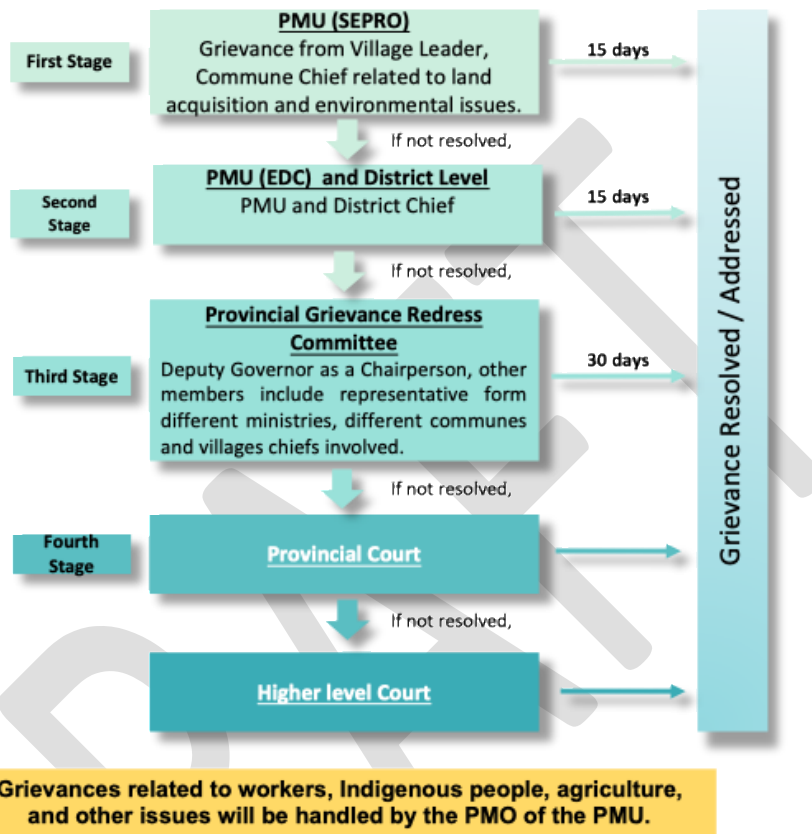 PMU (SEPRO)
Grievance from Village Leader,
Commune Chief related to land
acquisition and environmental issues.
First Stage
15 days
If not resolved,
PMU (EDC) and District Level
PMU and District Chief
Second
Stage
15 days
If not resolved,
Provincial Grievance Redress
Committee
Deputy Governor as a Chairperson, other
members include representative form
different ministries, different communes
and villages chiefs involved.
Third Stage
30 days
If not resolved,
Fourth
Stage
Provincial Court
If not resolved,
Higher level Court
Grievance Resolved / Addressed
Grievances related to workers, Indigenous people, agriculture,
and other issues will be handled by the PMO of the PMU.
DRAFT